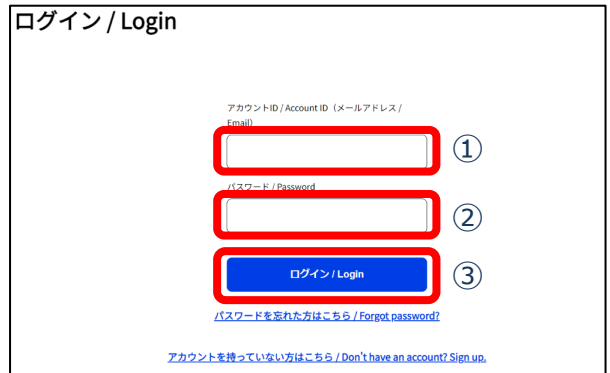 ログイン / Login
アカウントID / Account ID（メールアドレス /
Email）
①
パスワード / Password
②
ログイン / Login
③
パスワードを忘れた方はこちら / Forgot password?
アカウントを持っていない方はこちら / Don't have an account? Sign up.